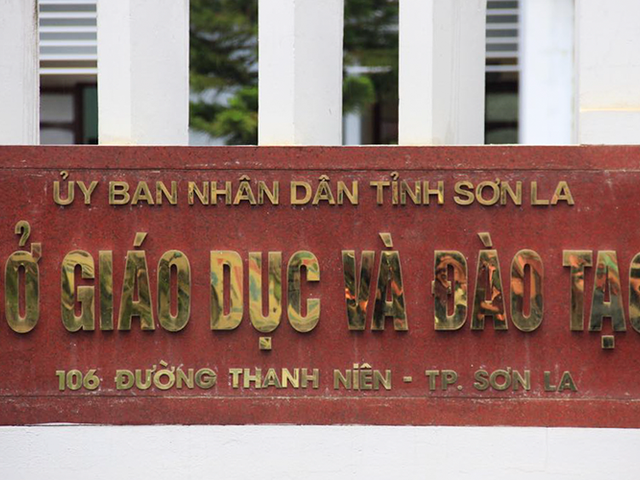 ỦY BAN NHÂN DÂN TỈNH SƠN LA
Ở GIÁO DỤC VÀ ĐÀO TẠO
106 ĐƯỜNG THANH NIÊN - TP. SƠN LA